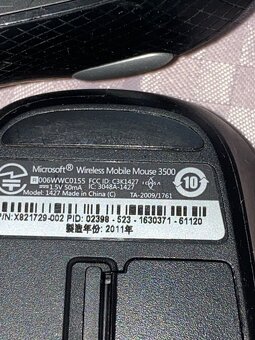 Microsoft® Wireless Mobile Mouse 3500
R 006WWC0155 FCC ID: C3K1427
1.5V 50mA IC: 3048A-1427
Model: 1427 Made in China (C) TA-2009/1761
10
P/N: X821729-002 PID: 02398 - 523 - 1630371 - 61120
製造年份: 2011年